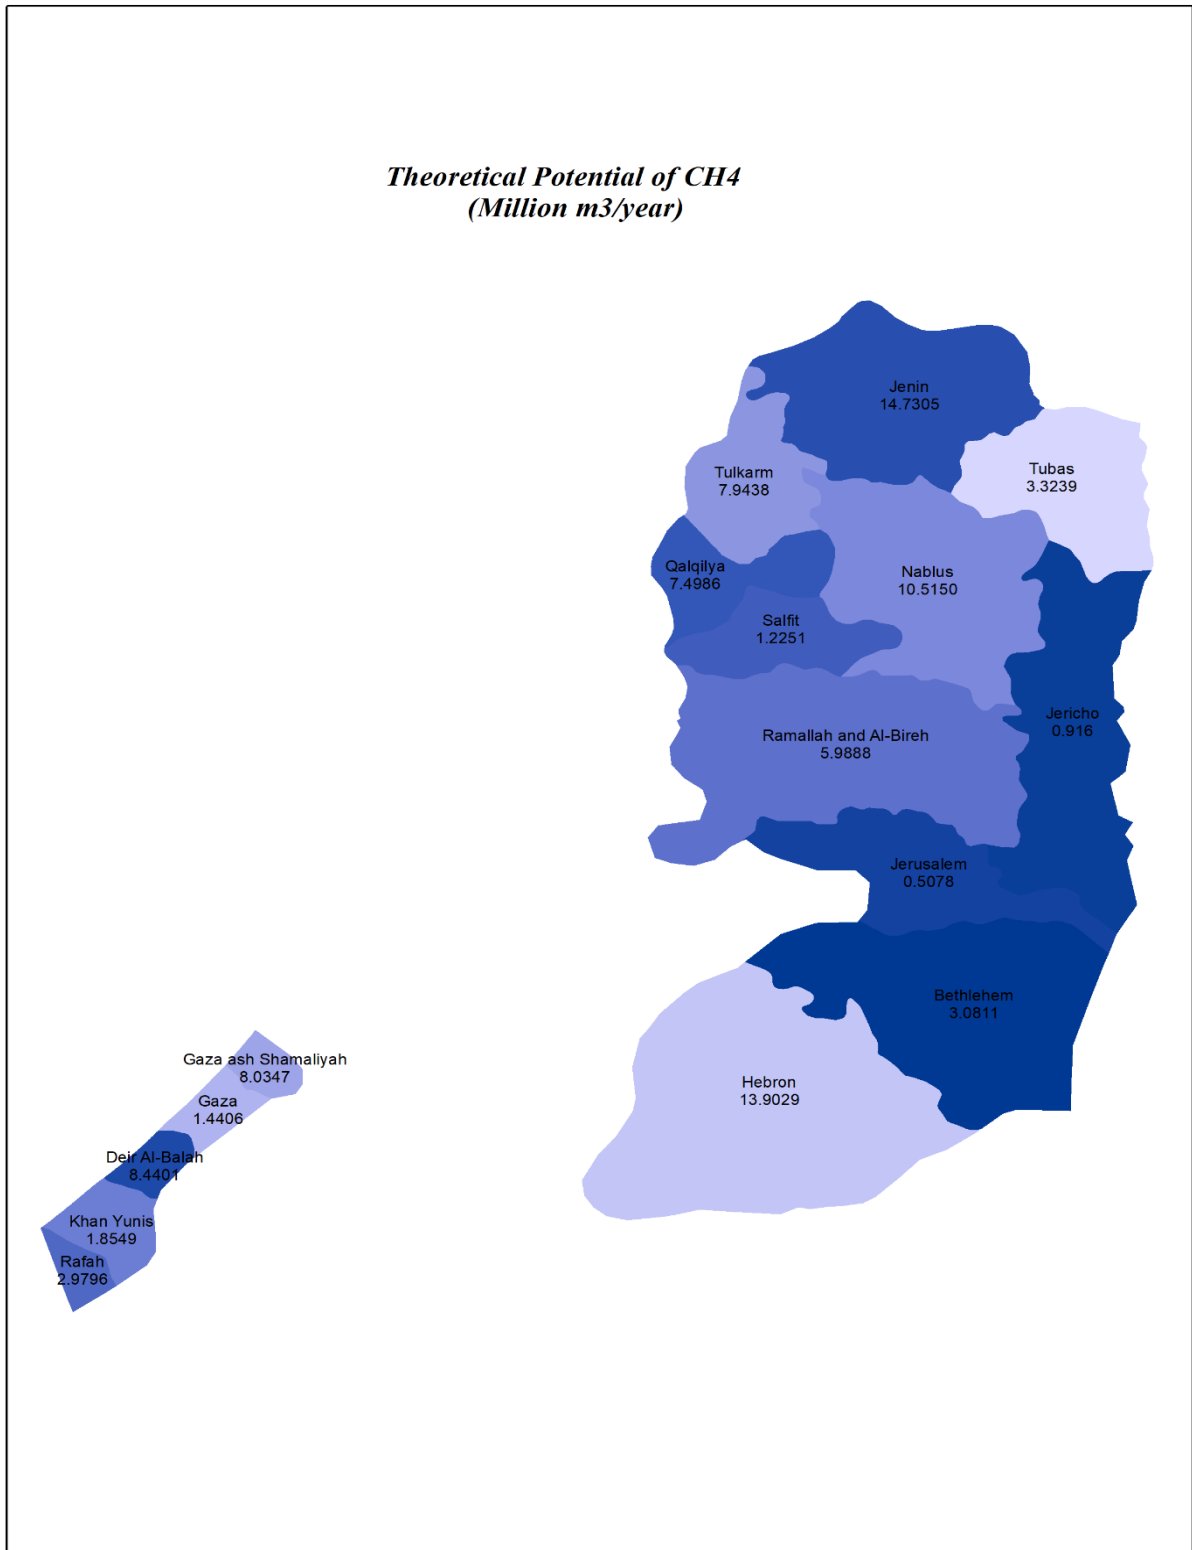 Theoretical Potential of CH4
(Million m3/year)
Jenin
14.7305
Tulkarm
7.9438
Tubas
3.3239
Qalqilya
7.4986
Nablus
10.5150
Salfit
1.2251
Jericho
0.916
Ramallah and Al-Bireh
5.9888
Jerusalem
0.5078
Bethlehem
3.0811
Hebron
13.9029
Gaza ash Shamaliyah
8.0347
Gaza
1.4406
Deir Al-Balah
8.4401
Khan Yunis
1.8549
Rafah
2.9796